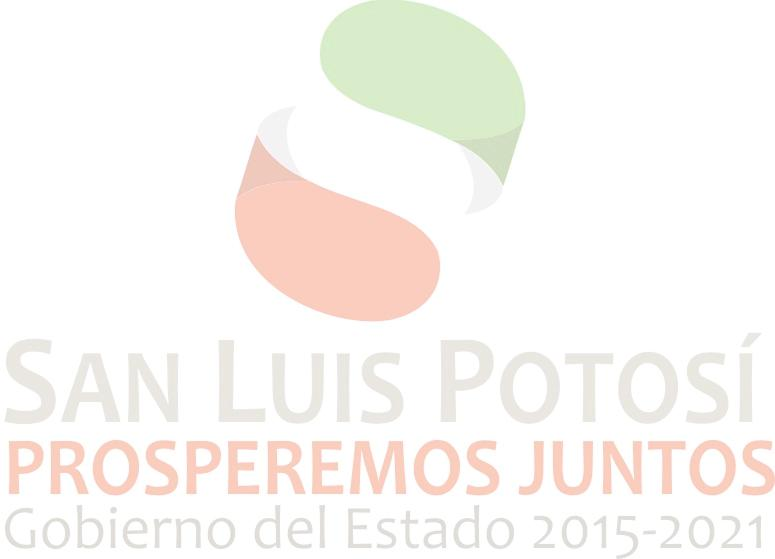 SAN LUIS POTOSÍ
PROSPEREMOS JUNTOS
Gobierno del Estado 2015-2021